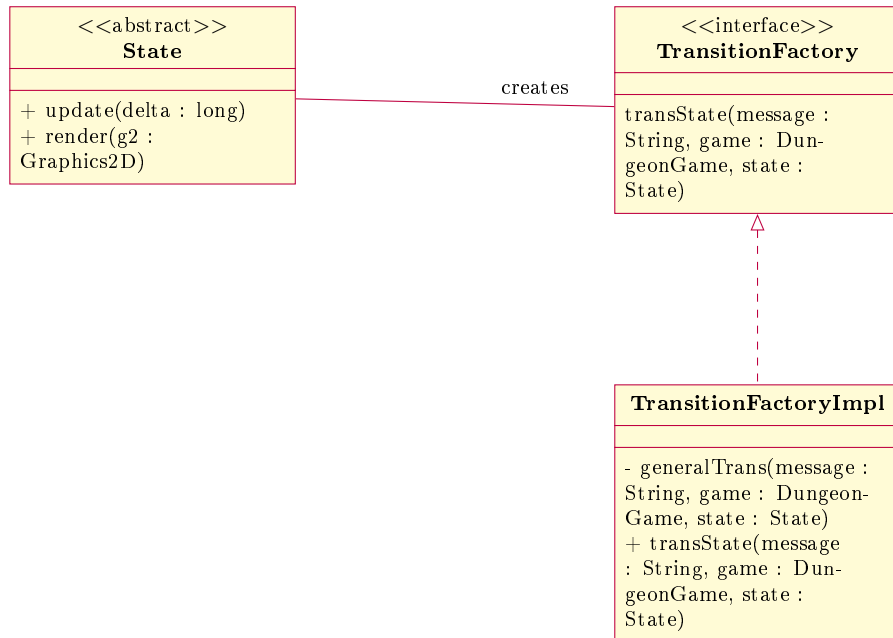 <<abstract>>
State
+ update(delta : long)
+ render(g2 :
Graphics2D)
creates
<<interface>>
TransitionFactory
transState(message :
String, game : Dun-
geonGame, state :
State)
TransitionFactoryImpl
- generalTrans(message :
String, game : Dungeon-
Game, state : State)
+ transState(message
: String, game : Dun-
geonGame, state :
State)